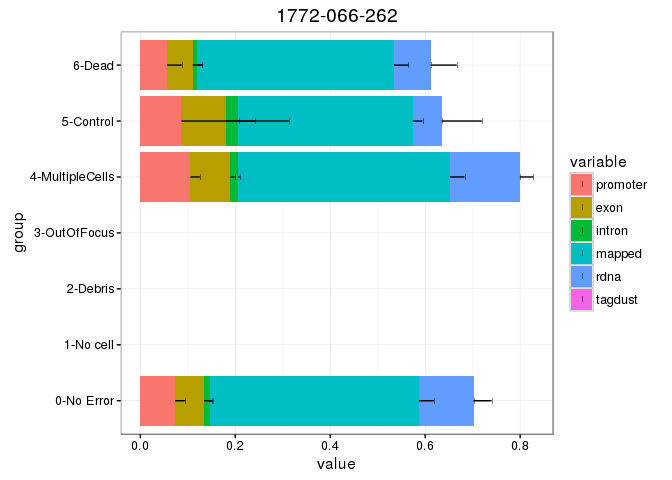 1772-066-262
6-Dead
5-Control
4-MultipleCells
3-OutOfFocus
2-Debris
1-No cell
0-No Error
group
0.0 0.2 0.4 0.6 0.8
value
variable
promoter
exon
intron
mapped
rdna
tagdust